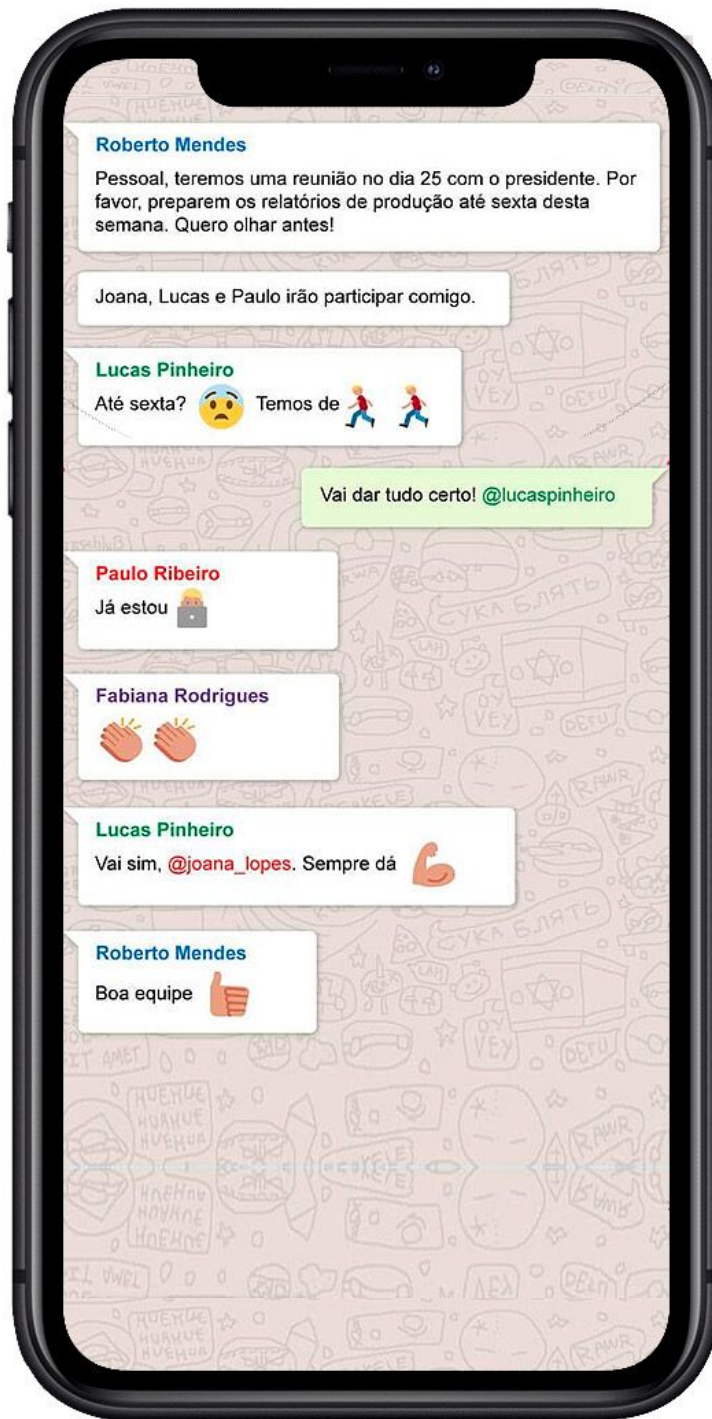 Roberto Mendes
Pessoal, teremos uma reunião no dia 25 com o presidente. Por
favor, preparem os relatórios de produção até sexta desta
semana. Quero olhar antes!
Joana, Lucas e Paulo irão participar comigo.
Lucas Pinheiro
Até sexta? 😨 Temos de 🏃 🏃
Vai dar tudo certo! @lucaspinheiro
Paulo Ribeiro
Já estou 👨‍💻
Fabiana Rodrigues
👏 👏
Lucas Pinheiro
Vai sim, @joana_lopes. Sempre dá 💪
Roberto Mendes
Boa equipe 👍